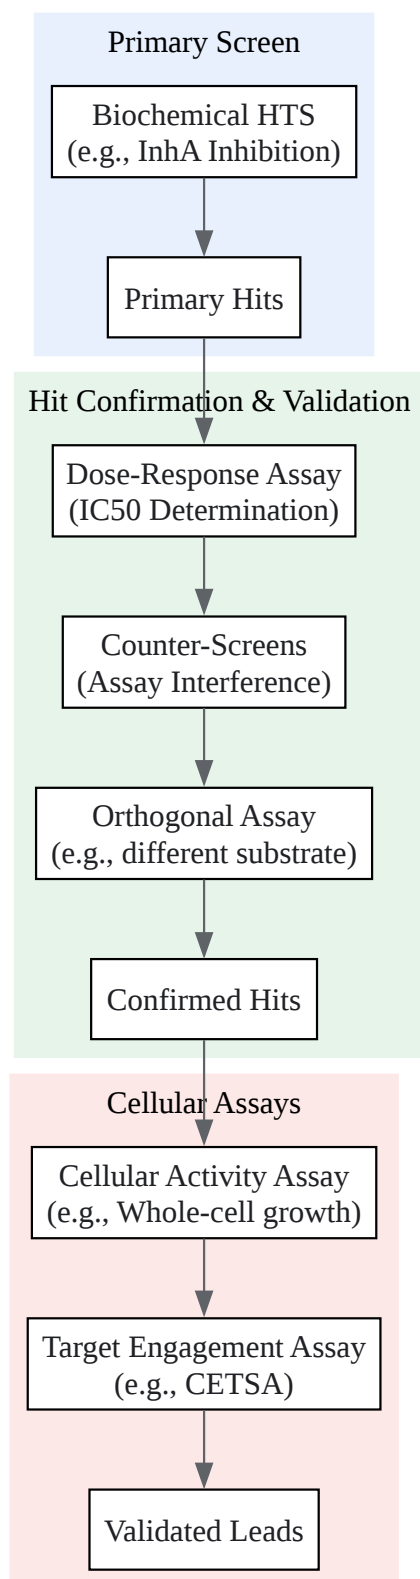 Primary Screen
Biochemical HTS
(e.g., InhA Inhibition)
Primary Hits
Hit Confirmation & Validation
Dose-Response Assay
(IC50 Determination)
Counter-Screens
(Assay Interference)
Orthogonal Assay
(e.g., different substrate)
Confirmed Hits
Cellular Assays
Cellular Activity Assay
(e.g., Whole-cell growth)
Target Engagement Assay
(e.g., CETSA)
Validated Leads